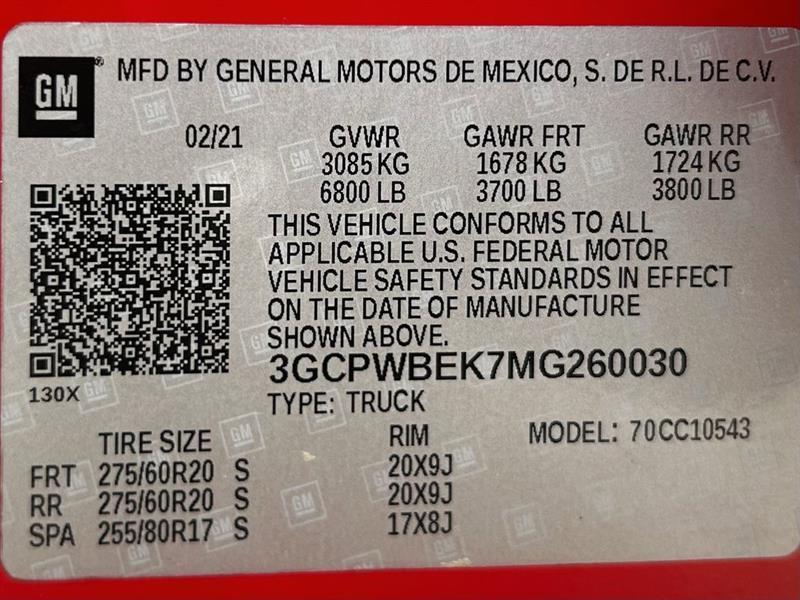 GM® MFD BY GENERAL MOTORS DE MEXICO, S. DE R.L. DE C.V.
02/21 GVWR GAWR FRT GAWR RR
3085 KG 1678 KG 1724 KG
6800 LB 3700 LB 3800 LB
THIS VEHICLE CONFORMS TO ALL
APPLICABLE U.S. FEDERAL MOTOR
VEHICLE SAFETY STANDARDS IN EFFECT
ON THE DATE OF MANUFACTURE
SHOWN ABOVE.
3GCPWBEK7MG260030
130X
TYPE: TRUCK
TIRE SIZE RIM MODEL: 70CC10543
FRT 275/60R20 S 20X9J
RR 275/60R20 S 20X9J
SPA 255/80R17 S 17X8J